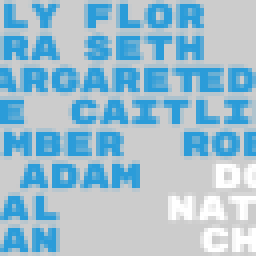 LY FLOR
RA SETH
ARGARETED
E CAITLI
MBER ROB
ADAM DO
AL NAT
AN CH